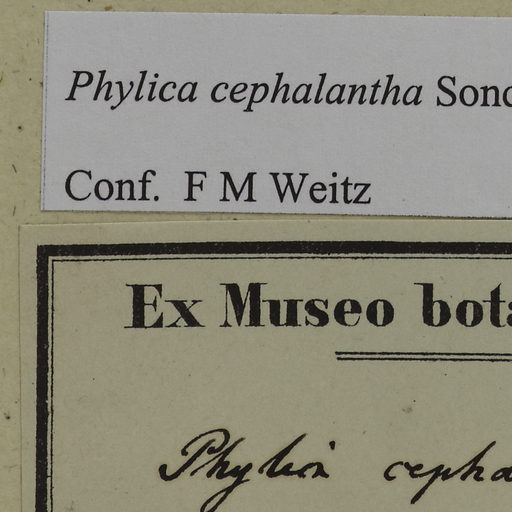 Phylica cephalantha Sond
Conf. F M Weitz
Ex Museo bota
Phylica cepha